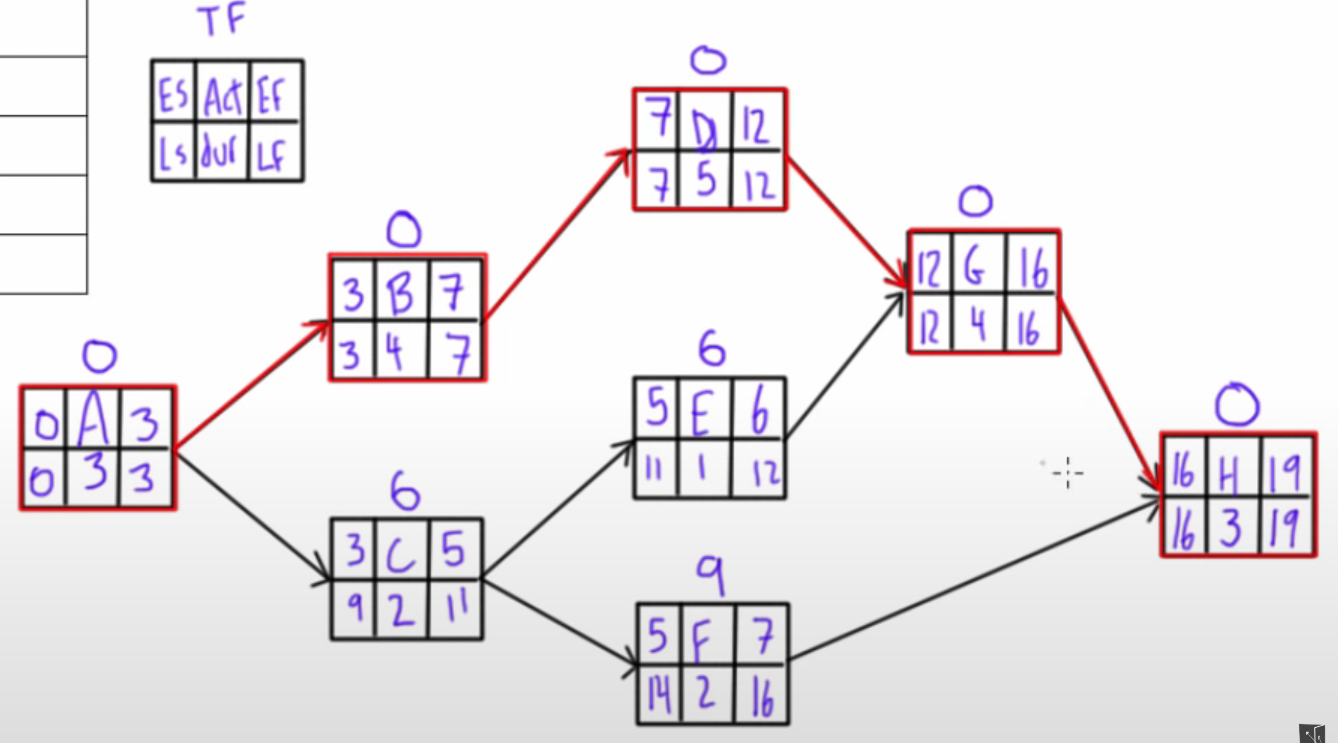 TF
ES Act EF
LS dur LF
0
7 D 12
7 5 12
0
3 B 7
3 4 7
0
12 G 16
12 4 16
0
0 A 3
0 3 3
6
5 E 6
11 1 12
0
16 H 19
16 3 19
6
3 C 5
9 2 11
9
5 F 7
14 2 16